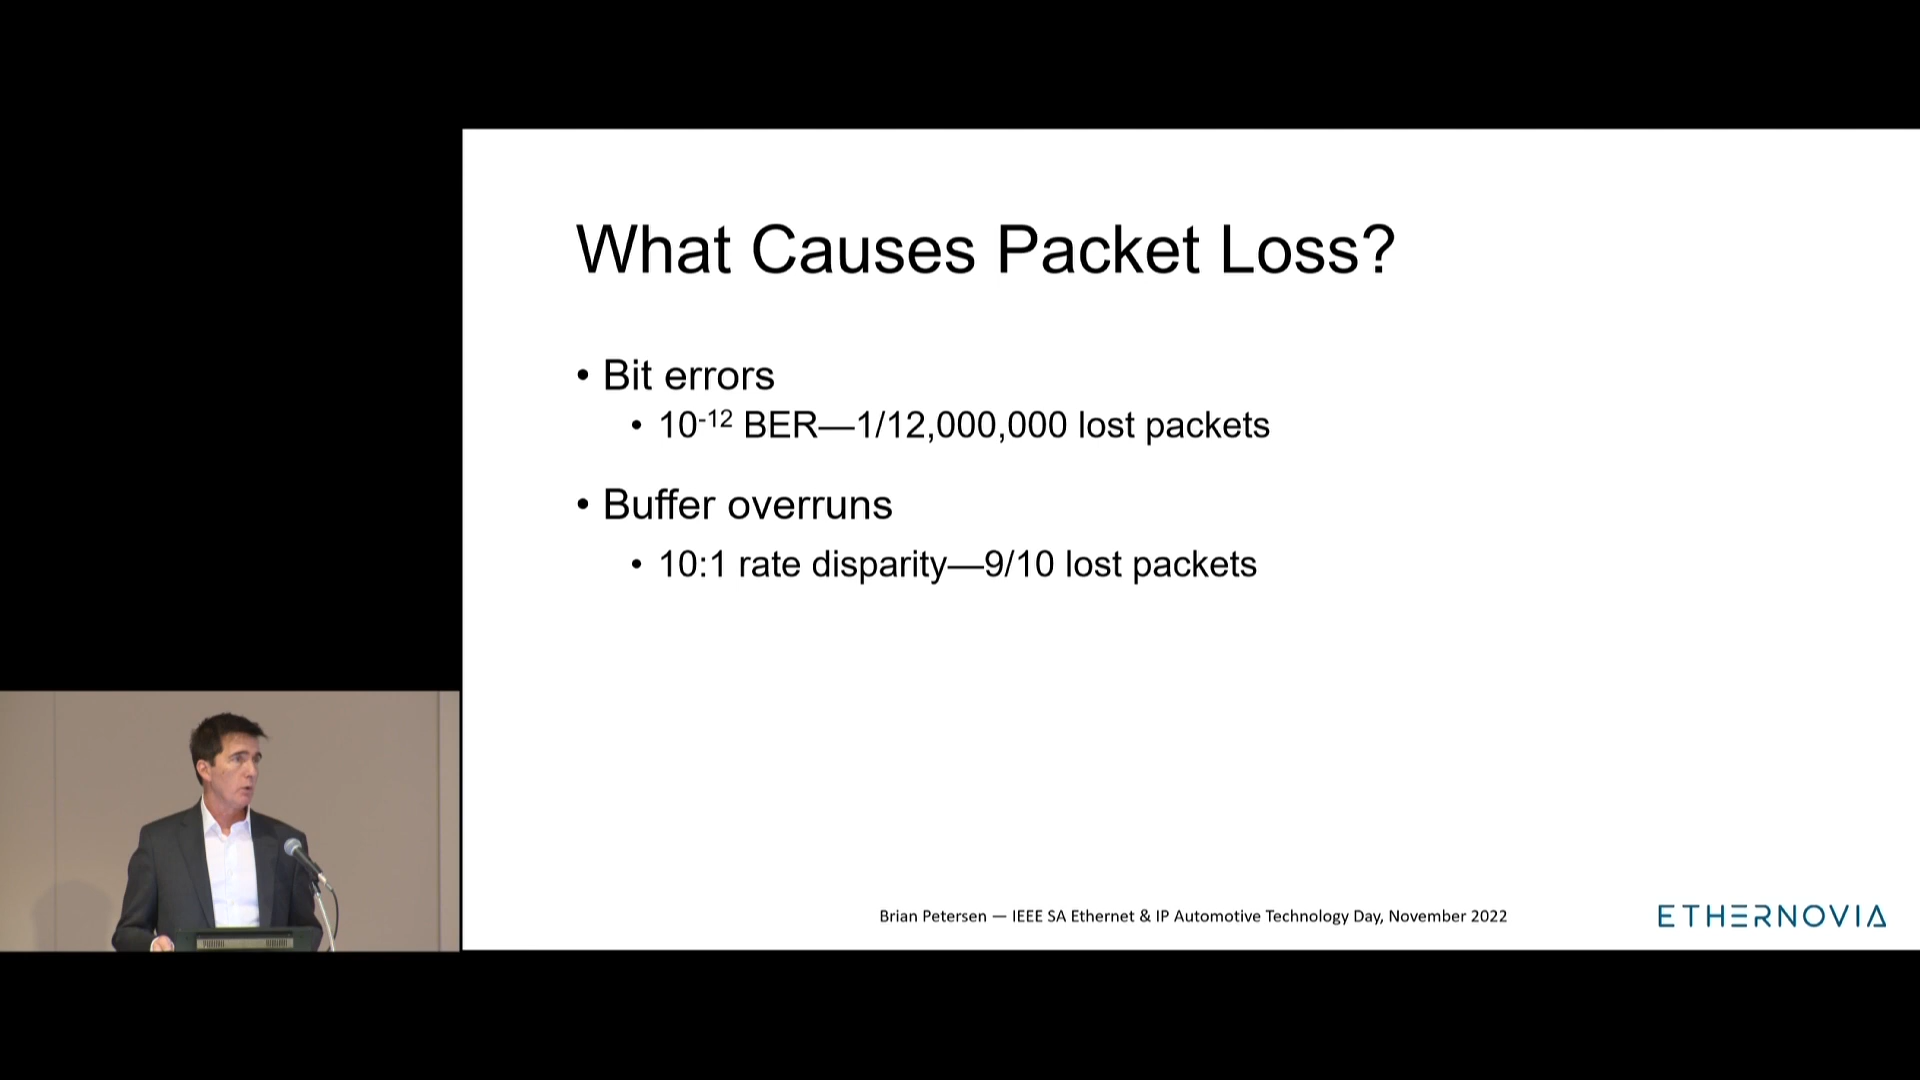 What Causes Packet Loss?
• Bit errors
• 10-12 BER—1/12,000,000 lost packets
• Buffer overruns
• 10:1 rate disparity—9/10 lost packets
Brian Petersen — IEEE SA Ethernet & IP Automotive Technology Day, November 2022
ETHERNOVIA